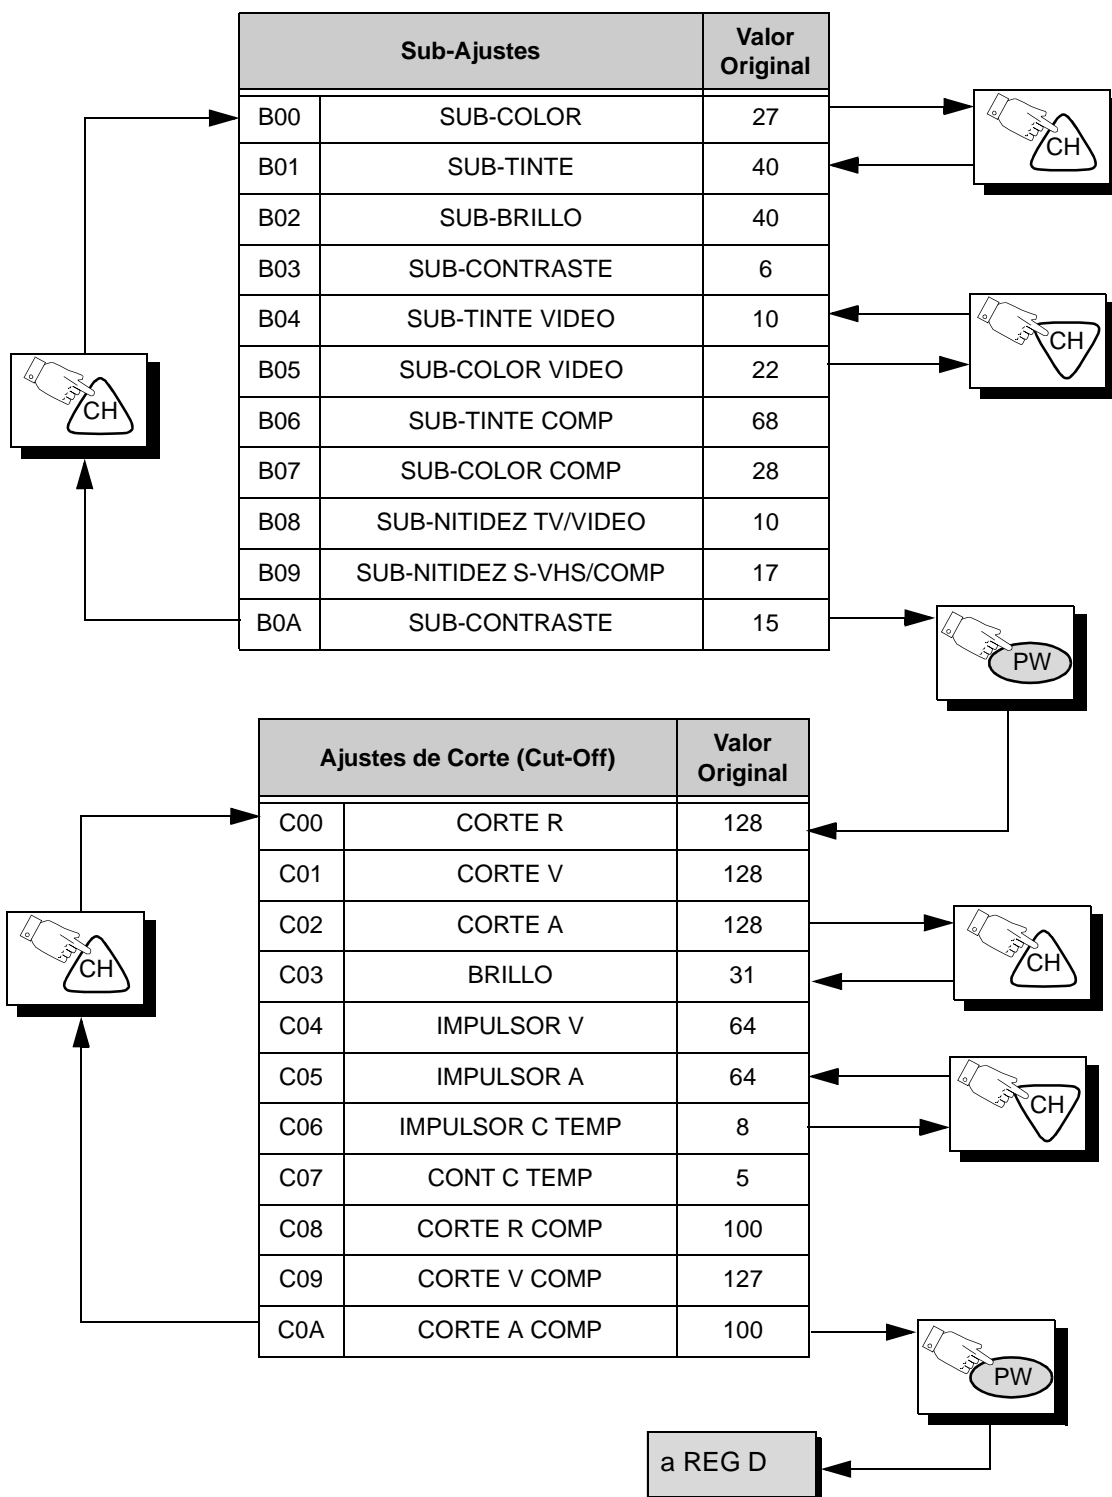 Sub-Ajustes Valor Original
B00 SUB-COLOR 27
CH
B01 SUB-TINTE 40
B02 SUB-BRILLO 40
B03 SUB-CONTRASTE 6
B04 SUB-TINTE VIDEO 10
CH
B05 SUB-COLOR VIDEO 22
CH
B06 SUB-TINTE COMP 68
B07 SUB-COLOR COMP 28
B08 SUB-NITIDEZ TV/VIDEO 10
B09 SUB-NITIDEZ S-VHS/COMP 17
B0A SUB-CONTRASTE 15
PW
Ajustes de Corte (Cut-Off) Valor Original
C00 CORTE R 128
C01 CORTE V 128
C02 CORTE A 128
CH
CH
C03 BRILLO 31
C04 IMPULSOR V 64
C05 IMPULSOR A 64
CH
C06 IMPULSOR C TEMP 8
C07 CONT C TEMP 5
C08 CORTE R COMP 100
C09 CORTE V COMP 127
C0A CORTE A COMP 100
PW
a REG D